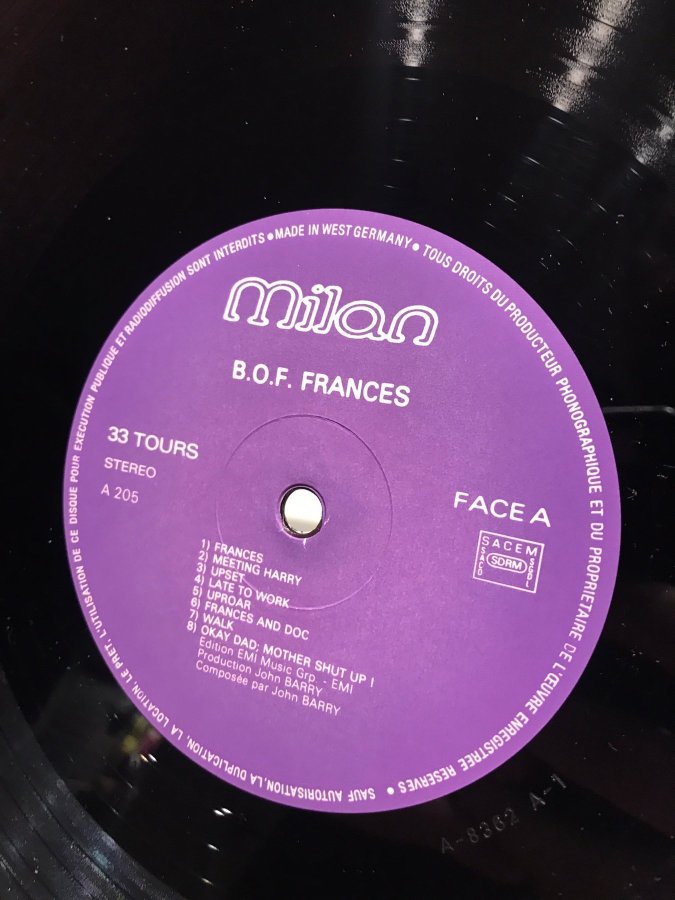 SAUF AUTORISATION, LA DUPLICATION, LA LOCATION, LE PRET, L'UTILISATION DE CE DISQUE POUR EXECUTION PUBLIQUE ET RADIODIFFUSION SONT INTERDITS ● MADE IN WEST GERMANY ● TOUS DROITS DU PRODUCTEUR PHONOGRAPHIQUE ET DU PROPRIETAIRE DE L'ŒUVRE ENREGISTREE RESERVES ●
milan
B.O.F. FRANCES
33 TOURS
STEREO
A 205
FACE A
SACEM
SACD
SDRM
SGDL
1) FRANCES
2) MEETING HARRY
3) UPSET
4) LATE TO WORK
5) UPROAR
6) FRANCES AND DOC
7) WALK
8) OKAY DAD; MOTHER SHUT UP !
Edition EMI Music Grp. - EMI
Production John BARRY
Composée par John BARRY
A-8362 A-1